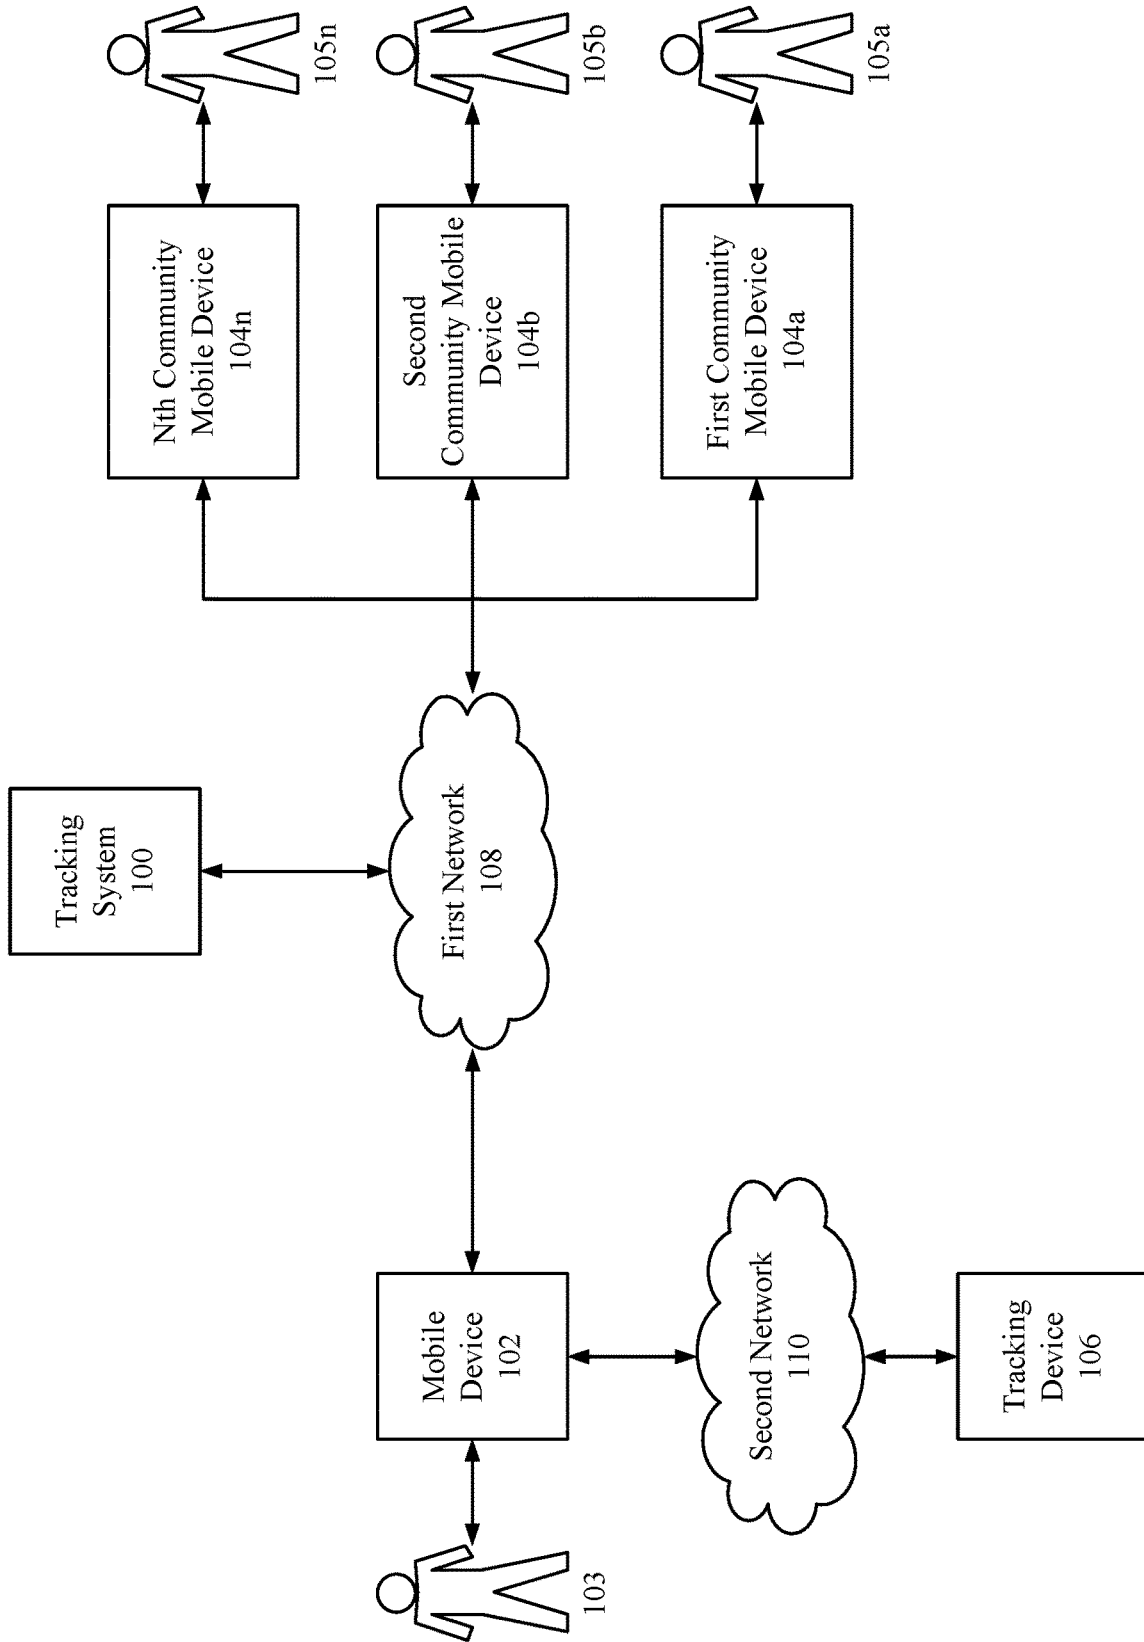 Tracking
System
100
Nth Community
Mobile Device
104n
105n
103
Mobile
Device
102
First Network
108
Second
Community Mobile
Device
104b
105b
Second Network
110
First Community
Mobile Device
104a
105a
Tracking
Device
106